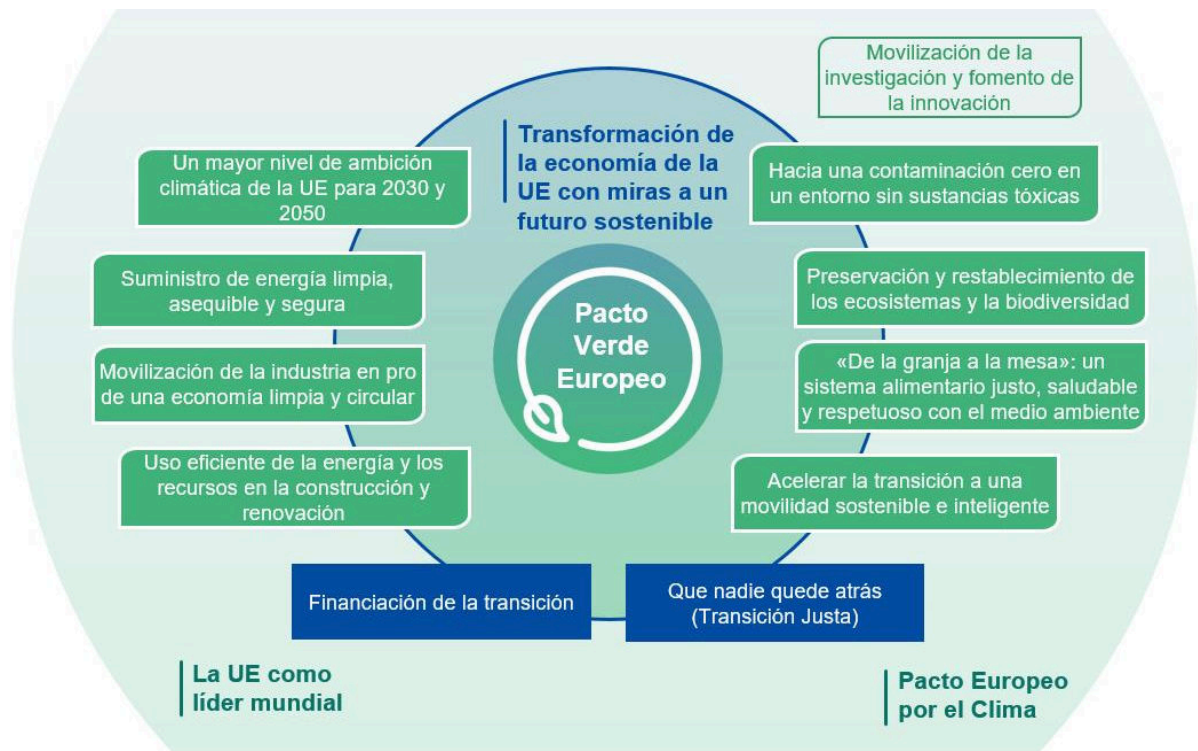 Movilización de la
investigación y fomento de
la innovación
Transformación de
la economía de la
UE con miras a un
futuro sostenible
Un mayor nivel de ambición
climática de la UE para 2030 y
2050
Hacia una contaminación cero en
un entorno sin sustancias tóxicas
Suministro de energía limpia,
asequible y segura
Preservación y restablecimiento de
los ecosistemas y la biodiversidad
Pacto
Verde
Europeo
Movilización de la industria en pro
de una economía limpia y circular
«De la granja a la mesa»: un
sistema alimentario justo, saludable
y respetuoso con el medio ambiente
Uso eficiente de la energía y los
recursos en la construcción y
renovación
Acelerar la transición a una
movilidad sostenible e inteligente
Financiación de la transición
Que nadie quede atrás
(Transición Justa)
La UE como
líder mundial
Pacto Europeo
por el Clima